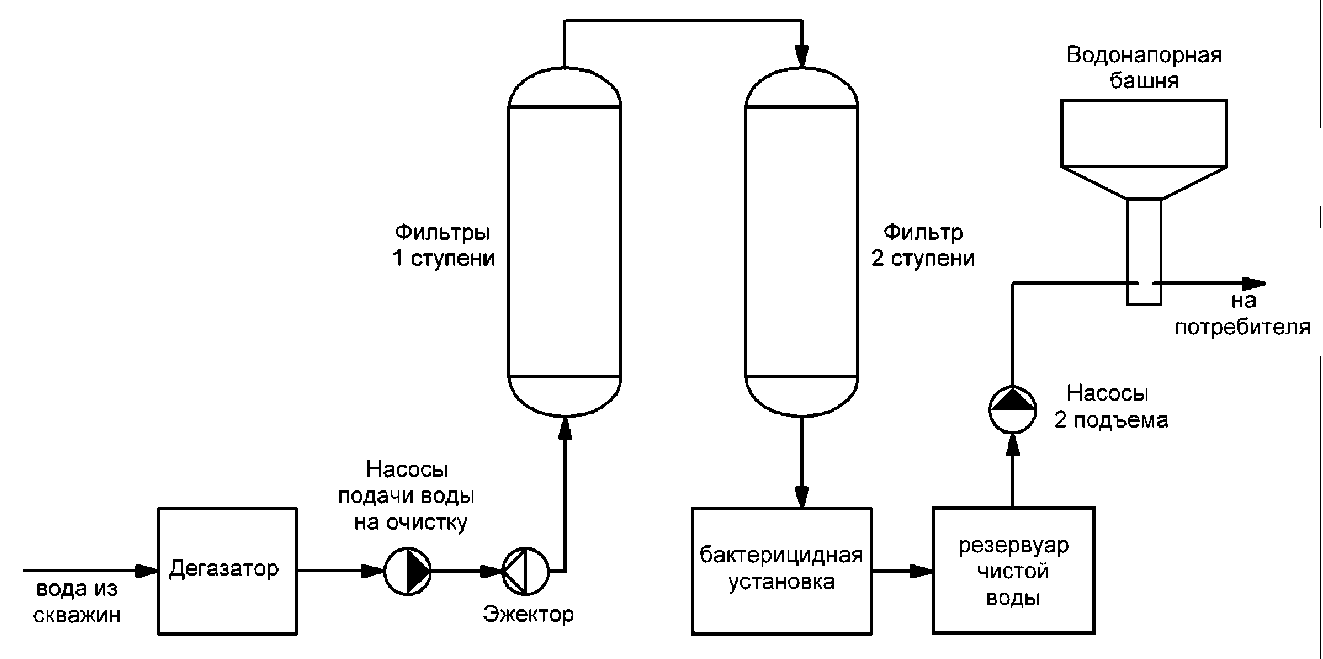 Водонапорная
башня
Фильтры
1 ступени
Фильтр
2 ступени
на
потребителя
Насосы
2 подъема
Насосы
подачи воды
на очистку
Дегазатор
вода из
скважин
Эжектор
бактерицидная
установка
резервуар
чистой
воды